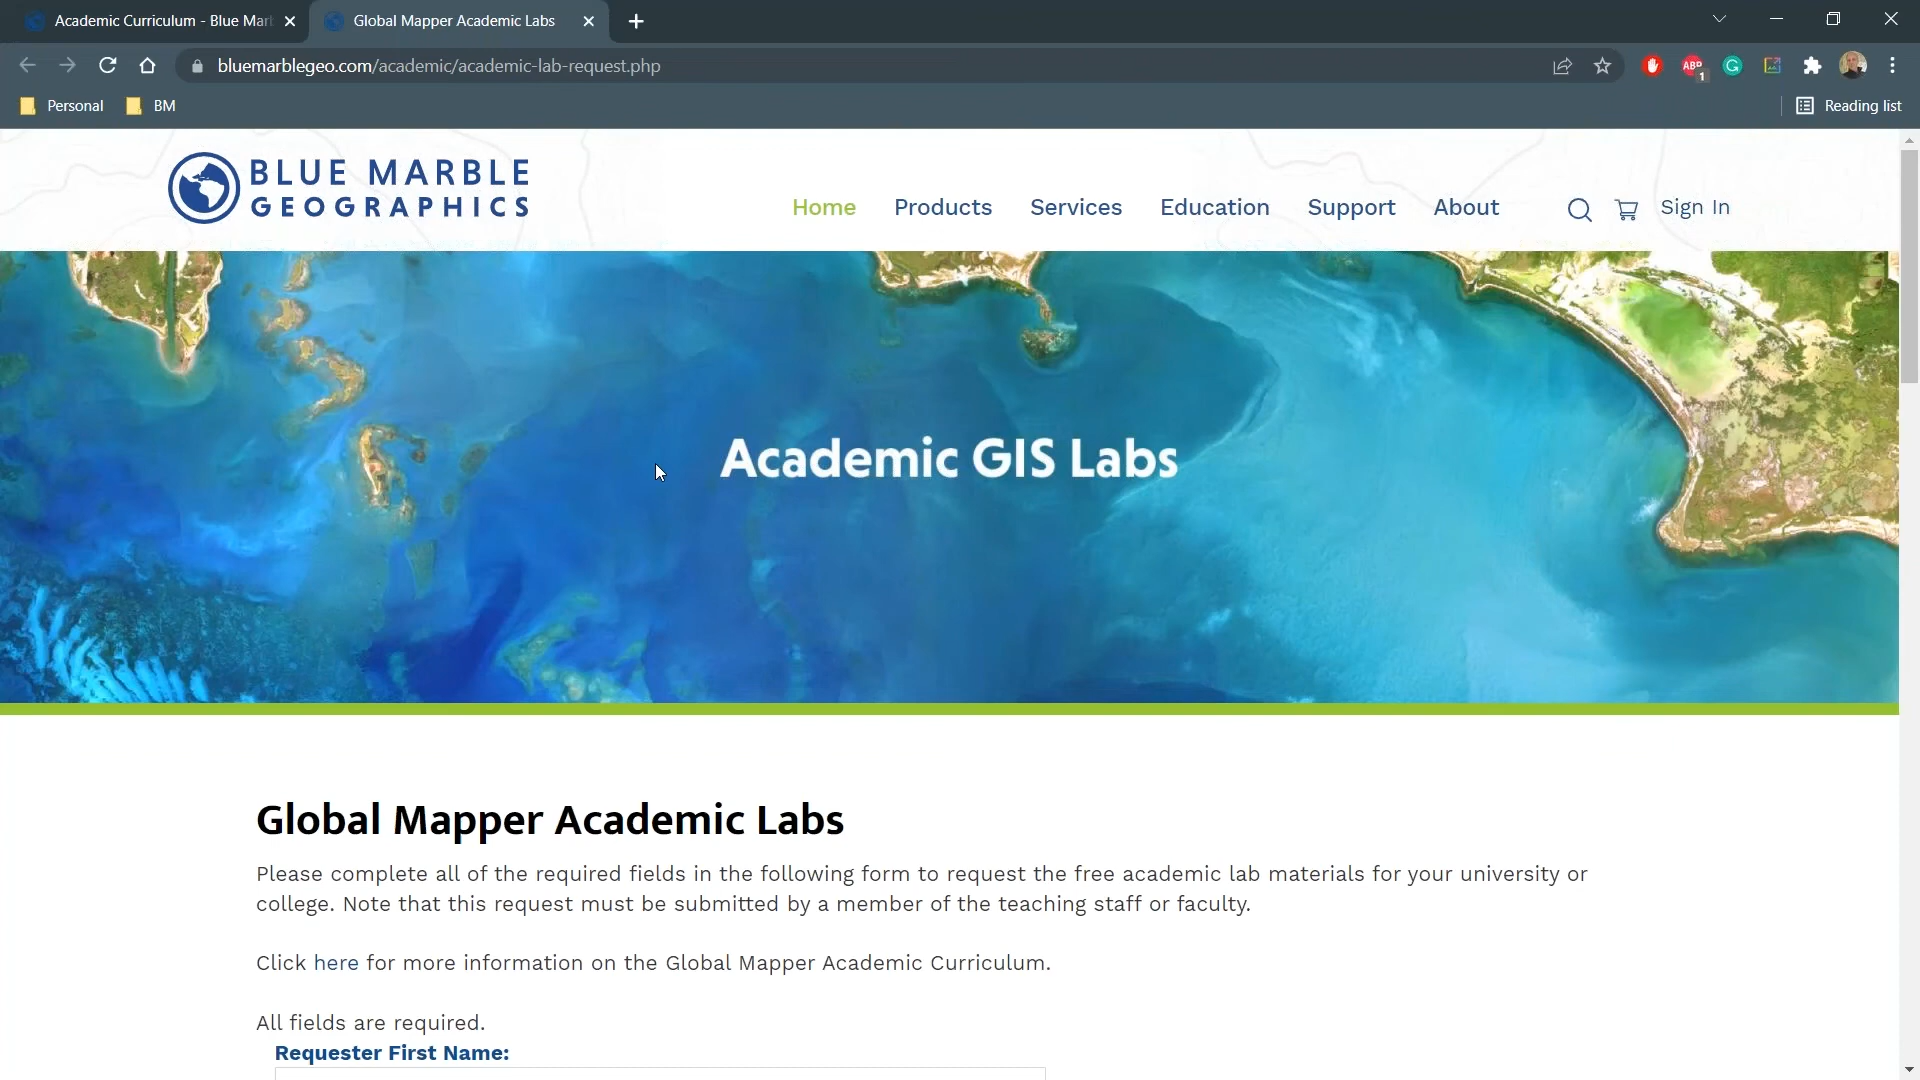 Academic Curriculum - Blue Mar
Global Mapper Academic Labs
bluemarblegeo.com/academic/academic-lab-request.php
ABP
1
Personal
BM
Reading list
BLUE MARBLE
GEOGRAPHICS
Home
Products
Services
Education
Support
About
Sign In
Academic GIS Labs
Global Mapper Academic Labs
Please complete all of the required fields in the following form to request the free academic lab materials for your university or
college. Note that this request must be submitted by a member of the teaching staff or faculty.
Click here for more information on the Global Mapper Academic Curriculum.
All fields are required.
Requester First Name: